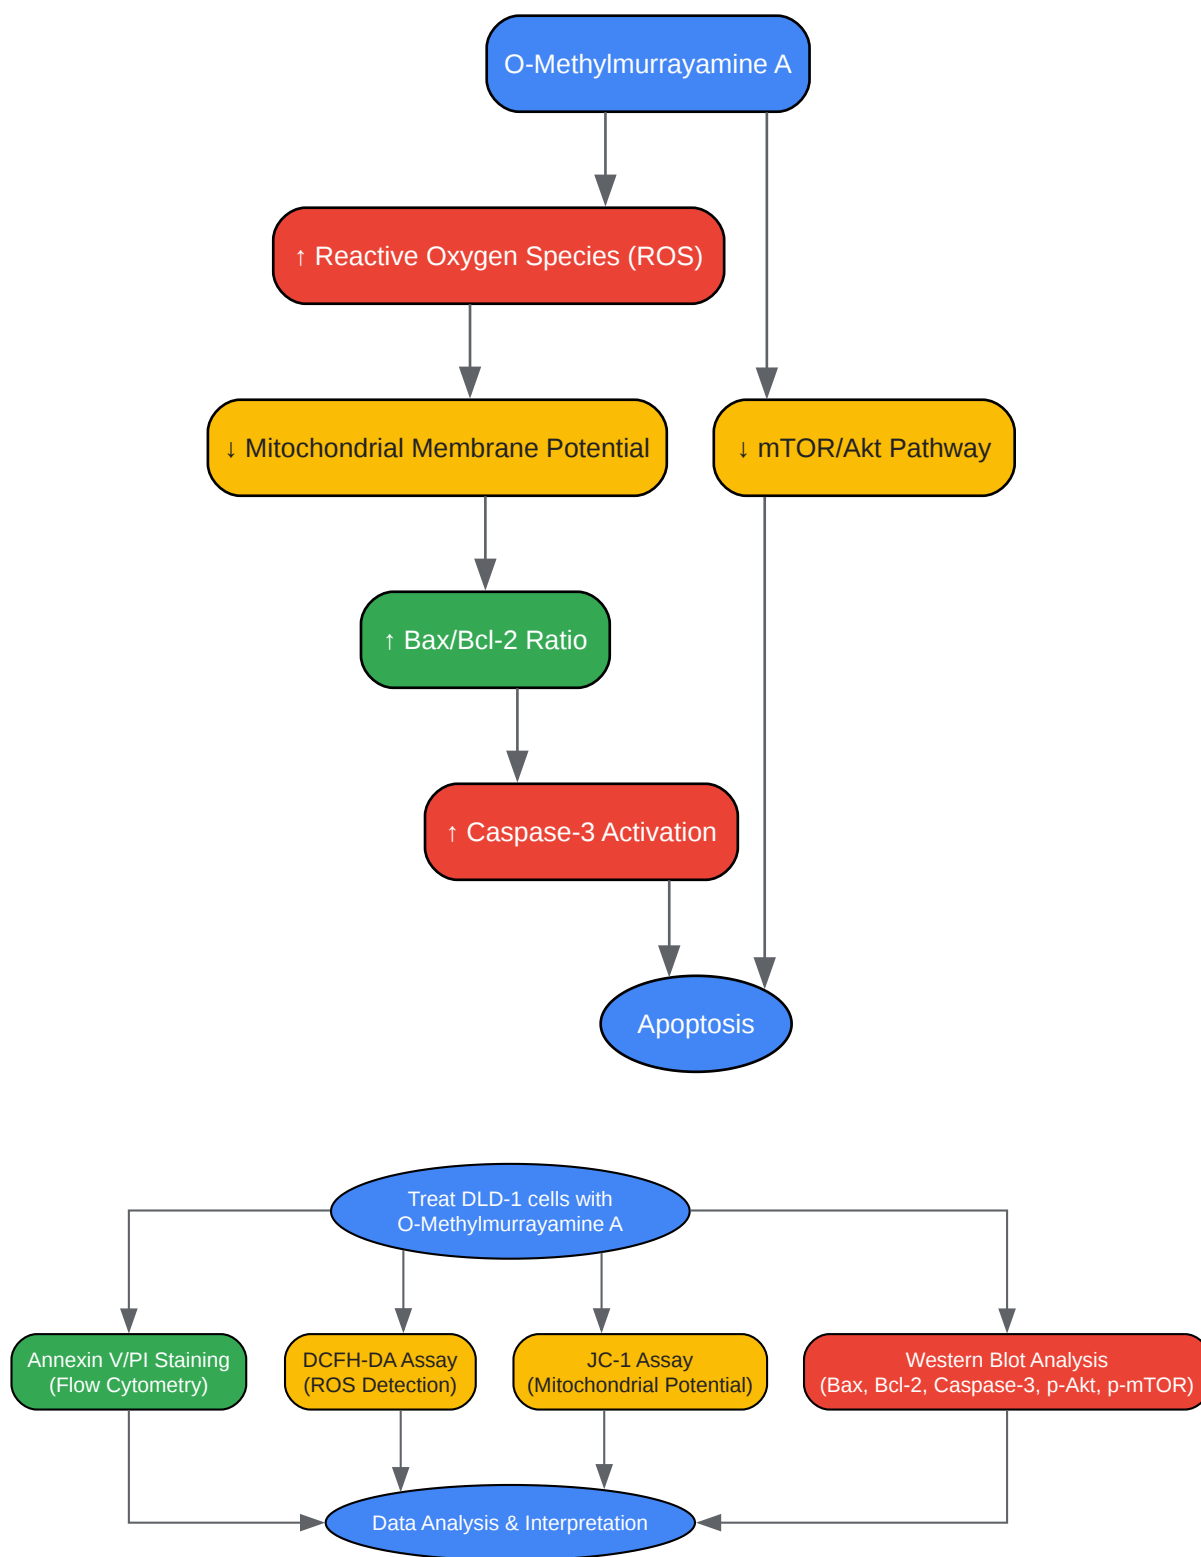 O-Methylmurrayamine A
↑ Reactive Oxygen Species (ROS)
↓ Mitochondrial Membrane Potential
↓ mTOR/Akt Pathway
↑ Bax/Bcl-2 Ratio
↑ Caspase-3 Activation
Apoptosis
Treat DLD-1 cells with
O-Methylmurrayamine A
Annexin V/PI Staining
(Flow Cytometry)
DCFH-DA Assay
(ROS Detection)
JC-1 Assay
(Mitochondrial Potential)
Western Blot Analysis
(Bax, Bcl-2, Caspase-3, p-Akt, p-mTOR)
Data Analysis & Interpretation